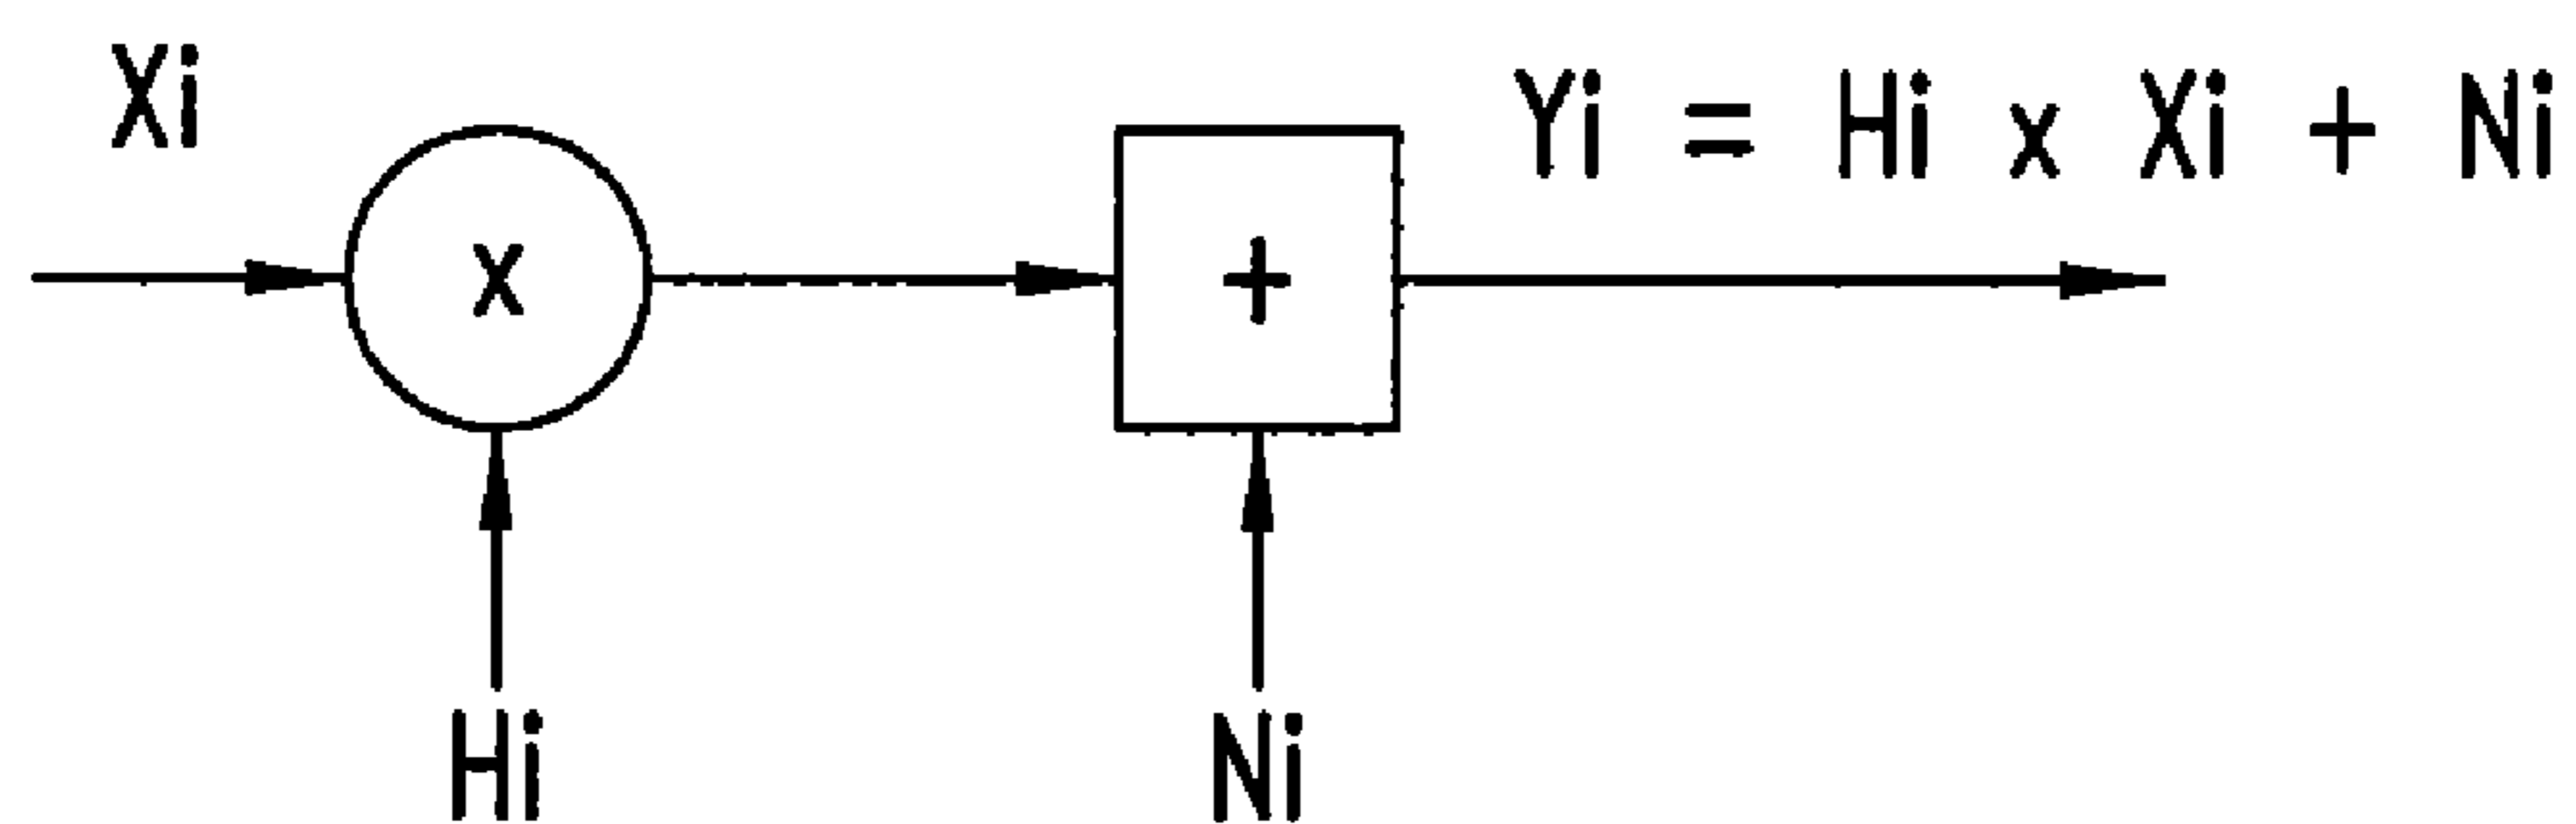 Xi
Yi = Hi x Xi + Ni
x
+
Hi
Ni